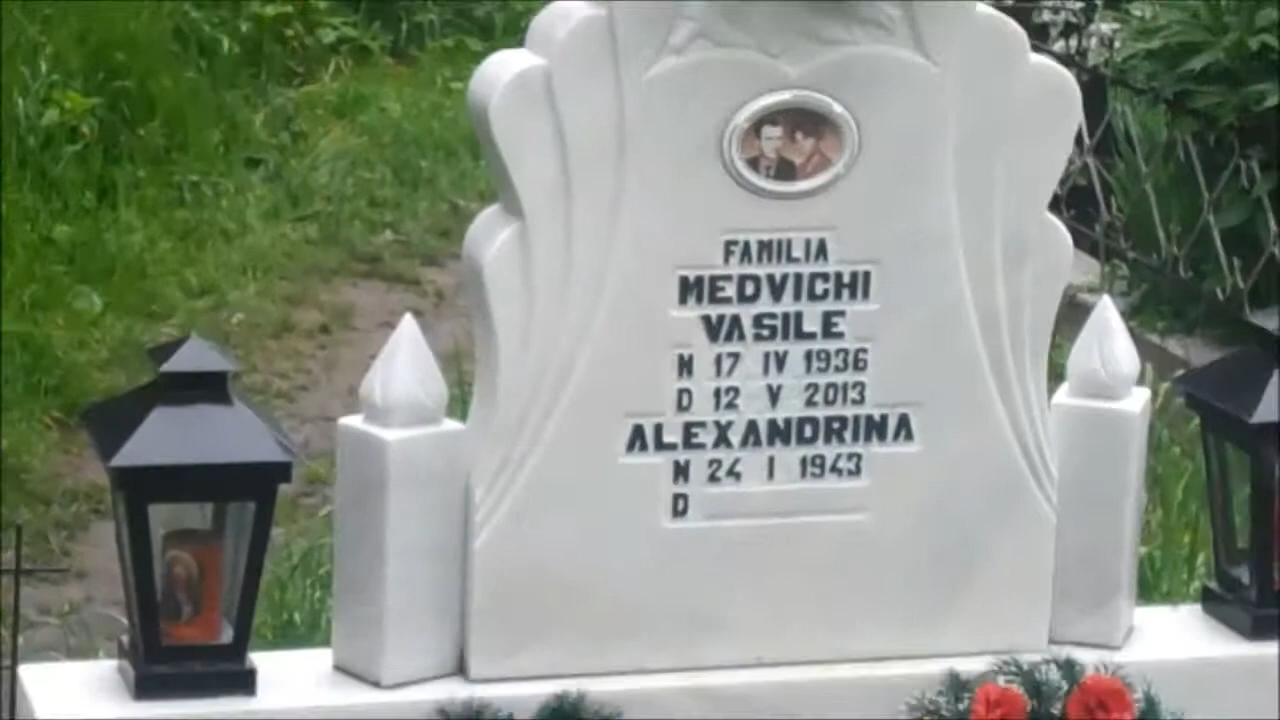 FAMILIA
MEDVICHI
VASILE
N 17 IV 1936
D 12 V 2013
ALEXANDRINA
N 24 I 1943
D